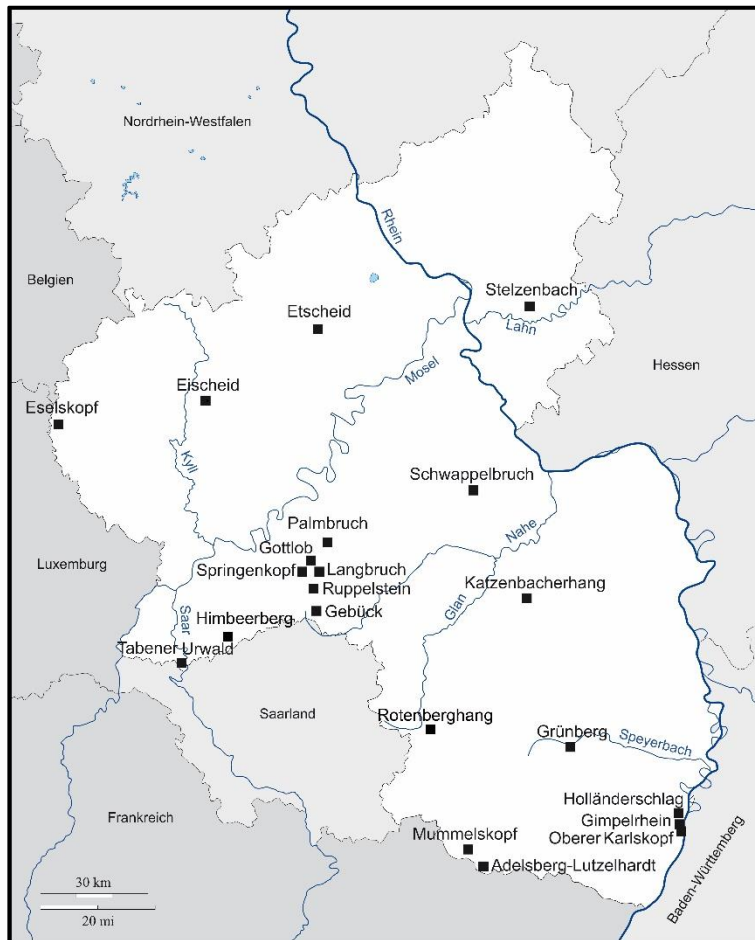 Nordrhein-Westfalen
Rhein
Belgien
Stelzenbach
Etscheid
Lahn
Hessen
Mosel
Eischeid
Eselskopf
Kyll
Schwappelbruch
Palmbruch
Nahe
Gottlob
Luxemburg
Springenkopf
Langbruch
Ruppelstein
Katzenbacherhang
Glan
Gebück
Himbeerberg
Saar
Tabener Urwald
Saarland
Rotenberghang
Grünberg
Speyerbach
Holländerschlag
Frankreich
Gimpelrhein
Oberer Karlskopf
Mummelskopf
Adelsberg-Lutzelhardt
Baden-Württemberg
30 km
20 mi